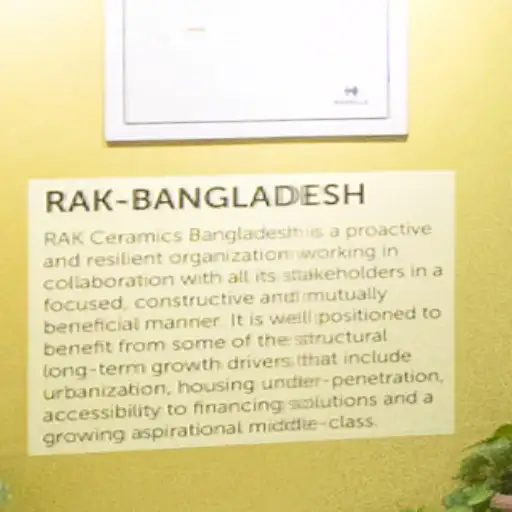 RAK-BANGLADESH
RAK Ceramics Bangladesh is a proactive
and resilient organization working in
collaboration with all its stakeholders in a
focused, constructive and mutually
beneficial manner. It is well positioned to
benefit from some of the structural
long-term growth drivers that include
urbanization, housing under-penetration,
accessibility to financing solutions and a
growing aspirational middle-class.